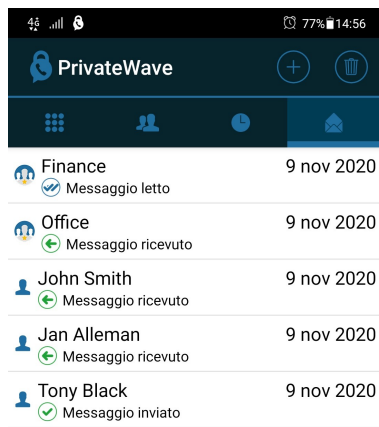 4G 77% 14:56
PrivateWave
Finance 9 nov 2020
Messaggio letto
Office 9 nov 2020
Messaggio ricevuto
John Smith 9 nov 2020
Messaggio ricevuto
Jan Alleman 9 nov 2020
Messaggio ricevuto
Tony Black 9 nov 2020
Messaggio inviato